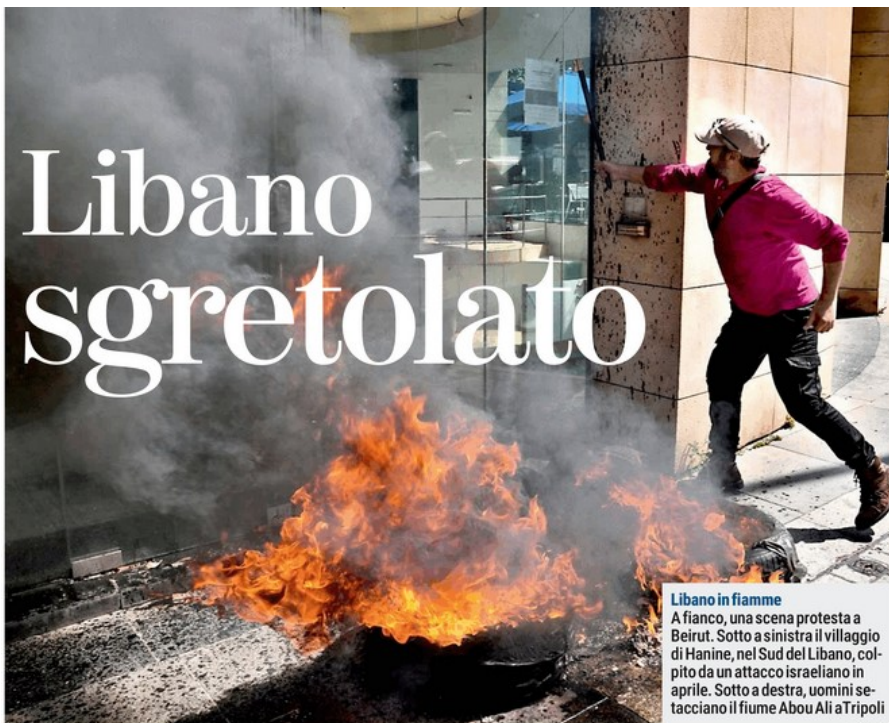 Libano
sgretolato
Libano in fiamme
A fianco, una scena protesta a
Beirut. Sotto a sinistra il villaggio
di Hanine, nel Sud del Libano, col-
pito da un attacco israeliano in
aprile. Sotto a destra, uomini se-
tacciano il fiume Abou Ali aTripoli